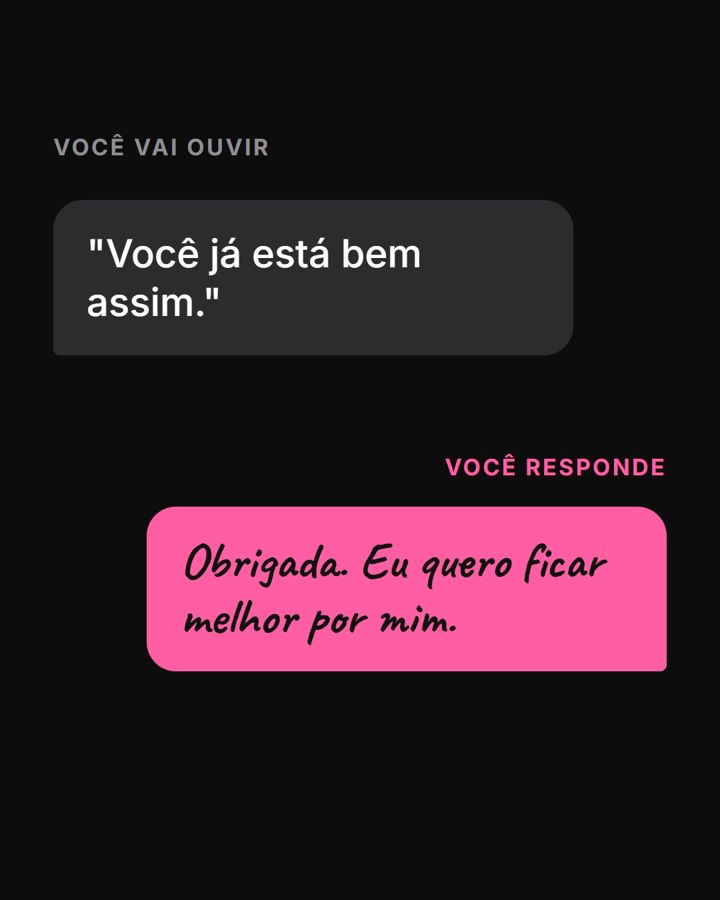 VOCÊ VAI OUVIR
"Você já está bem
assim."
VOCÊ RESPONDE
Obrigada. Eu quero ficar
melhor por mim.